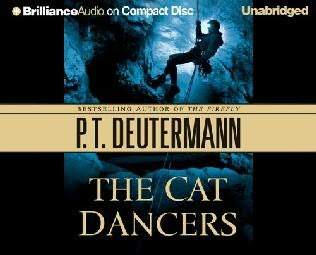 BrillianceAudio on Compact Disc
Unabridged
BESTSELLING AUTHOR OF THE FIREFLY
P. T. DEUTERMANN
THE CAT
DANCERS